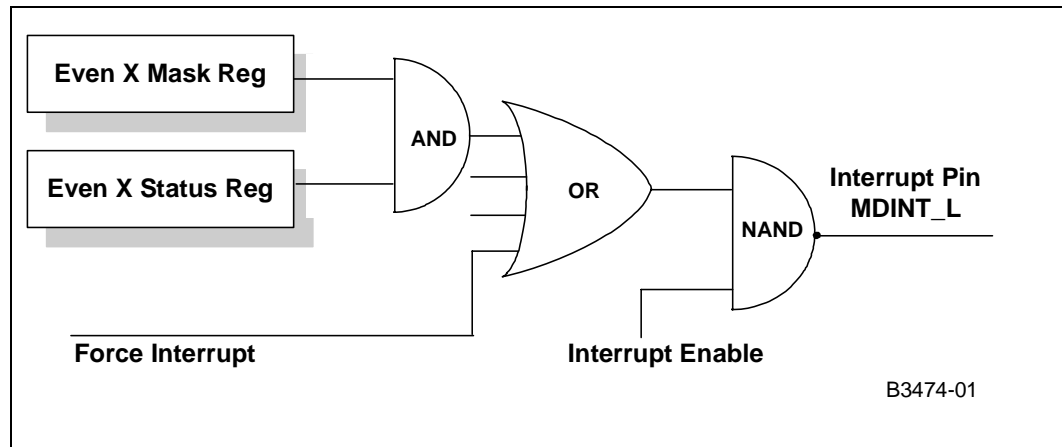 Even X Mask Reg
AND
Even X Status Reg
OR
Interrupt Pin
MDINT_L
NAND
Force Interrupt
Interrupt Enable
B3474-01